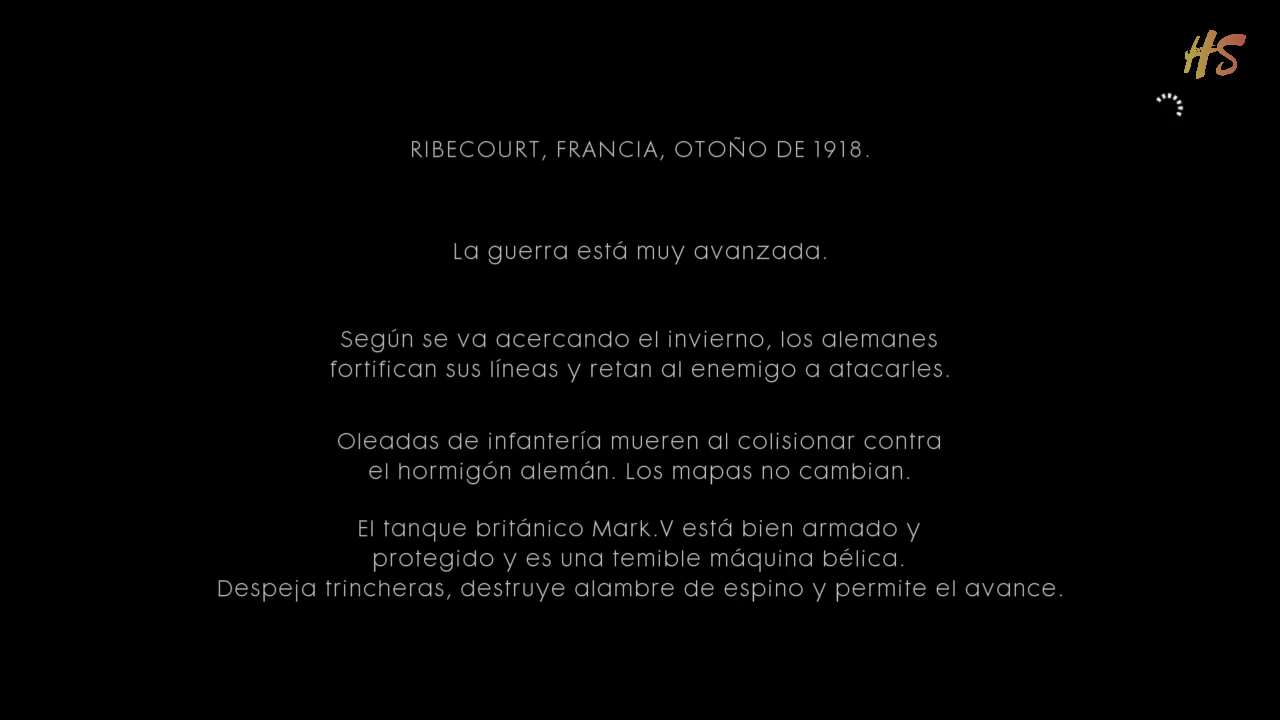 HS
RIBECOURT, FRANCIA, OTOÑO DE 1918.
La guerra está muy avanzada.
Según se va acercando el invierno, los alemanes
fortifican sus líneas y retan al enemigo a atacarles.
Oleadas de infantería mueren al colisionar contra
el hormigón alemán. Los mapas no cambian.
El tanque británico Mark.V está bien armado y
protegido y es una temible máquina bélica.
Despeja trincheras, destruye alambre de espino y permite el avance.